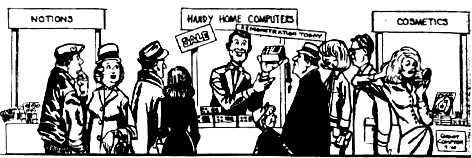 NOTIONS
HANDY HOME COMPUTERS
SALE
DEMONSTRATION TODAY
COSMETICS